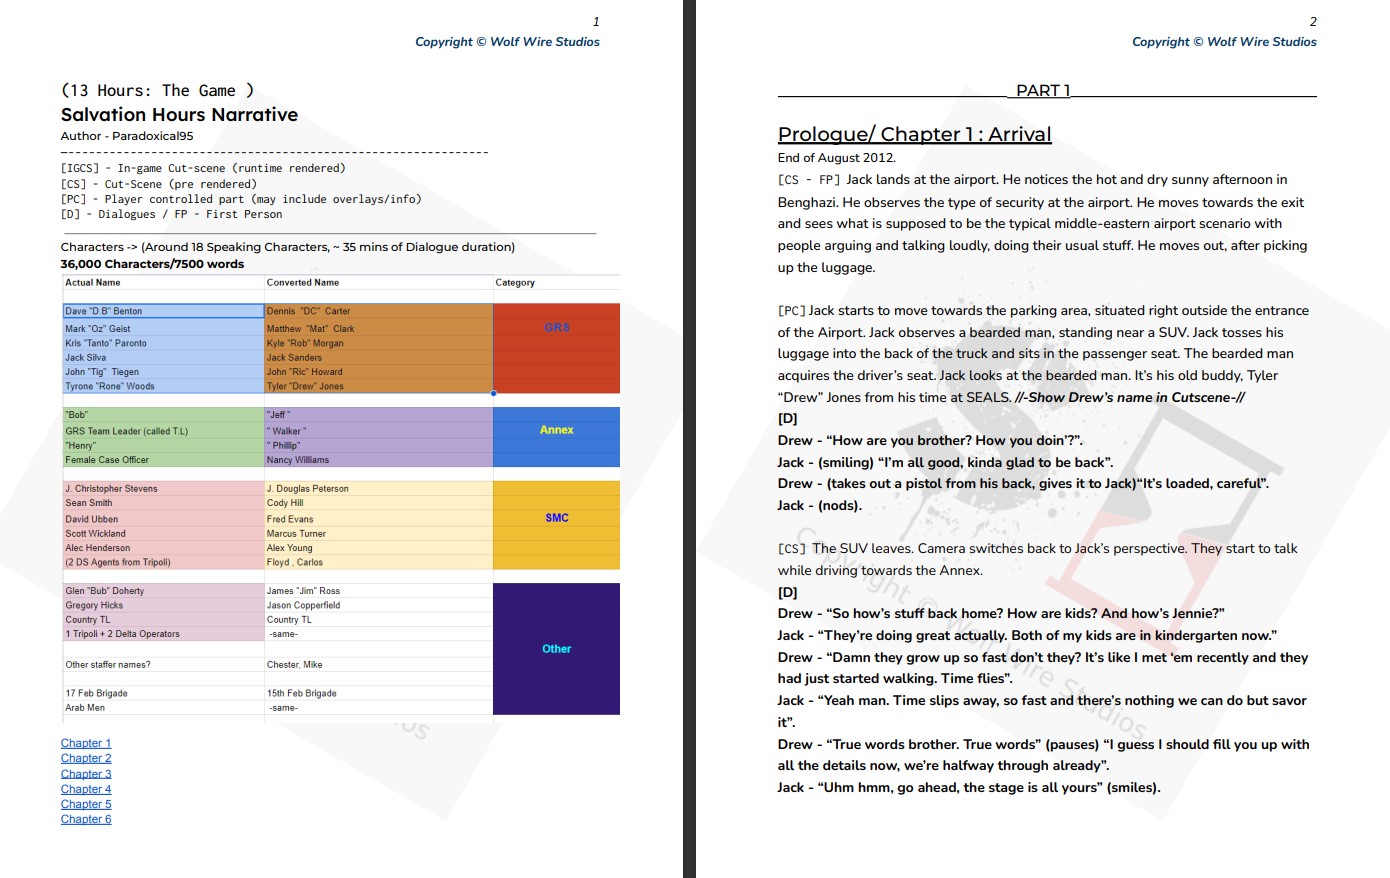 1
Copyright © Wolf Wire Studios
(13 Hours: The Game )
Salvation Hours Narrative
Author - Paradoxical95
[IGCS] - In-game Cut-scene (runtime rendered)
[CS] - Cut-Scene (pre rendered)
[PC] - Player controlled part (may include overlays/info)
[D] - Dialogues / FP - First Person
Characters -> (Around 18 Speaking Characters, ~ 35 mins of Dialogue duration)
36,000 Characters/7500 words
Actual Name Converted Name Category
Dave "D.B" Benton Dennis "DC" Carter
Mark "Oz" Geist Matthew "Mat" Clark GRS
Kris "Tanto" Paronto Kyle "Rob" Morgan
Jack Silva Jack Sanders
John "Tig" Tiegen John "Ric" Howard
Tyrone "Rone" Woods Tyler "Drew" Jones
"Bob" "Jeff "
GRS Team Leader (called T.L) " Walker " Annex
"Henry" " Phillip"
Female Case Officer Nancy Williams
J. Christopher Stevens J. Douglas Peterson
Sean Smith Cody Hill
David Ubben Fred Evans SMC
Scott Wickland Marcus Turner
Alec Henderson Alex Young
(2 DS Agents from Tripoli) Floyd , Carlos
Glen "Bub" Doherty James "Jim" Ross
Gregory Hicks Jason Copperfield
Country TL Country TL
1 Tripoli + 2 Delta Operators -same-
Other
Other staffer names? Chester, Mike
17 Feb Brigade 15th Feb Brigade
Arab Men -same-
Chapter 1
Chapter 2
Chapter 3
Chapter 4
Chapter 5
Chapter 6
2
Copyright © Wolf Wire Studios
PART 1
Prologue/ Chapter 1 : Arrival
End of August 2012.
[CS - FP] Jack lands at the airport. He notices the hot and dry sunny afternoon in
Benghazi. He observes the type of security at the airport. He moves towards the exit
and sees what is supposed to be the typical middle-eastern airport scenario with
people arguing and talking loudly, doing their usual stuff. He moves out, after picking
up the luggage.
[PC] Jack starts to move towards the parking area, situated right outside the entrance
of the Airport. Jack observes a bearded man, standing near a SUV. Jack tosses his
luggage into the back of the truck and sits in the passenger seat. The bearded man
acquires the driver's seat. Jack looks at the bearded man. It's his old buddy, Tyler
“Drew” Jones from his time at SEALS. //-Show Drew's name in Cutscene-//
[D]
Drew - “How are you brother? How you doin'?”.
Jack - (smiling) “I'm all good, kinda glad to be back”.
Drew - (takes out a pistol from his back, gives it to Jack)“It's loaded, careful”.
Jack - (nods).
[CS] The SUV leaves. Camera switches back to Jack's perspective. They start to talk
while driving towards the Annex.
[D]
Drew - “So how's stuff back home? How are kids? And how's Jennie?”
Jack - “They're doing great actually. Both of my kids are in kindergarten now.”
Drew - “Damn they grow up so fast don't they? It's like I met 'em recently and they
had just started walking. Time flies”.
Jack - “Yeah man. Time slips away, so fast and there's nothing we can do but savor
it”.
Drew - “True words brother. True words” (pauses) “I guess I should fill you up with
all the details now, we're halfway through already”.
Jack - “Uhm hmm, go ahead, the stage is all yours” (smiles).
Copyright © Wolf Wire Studios